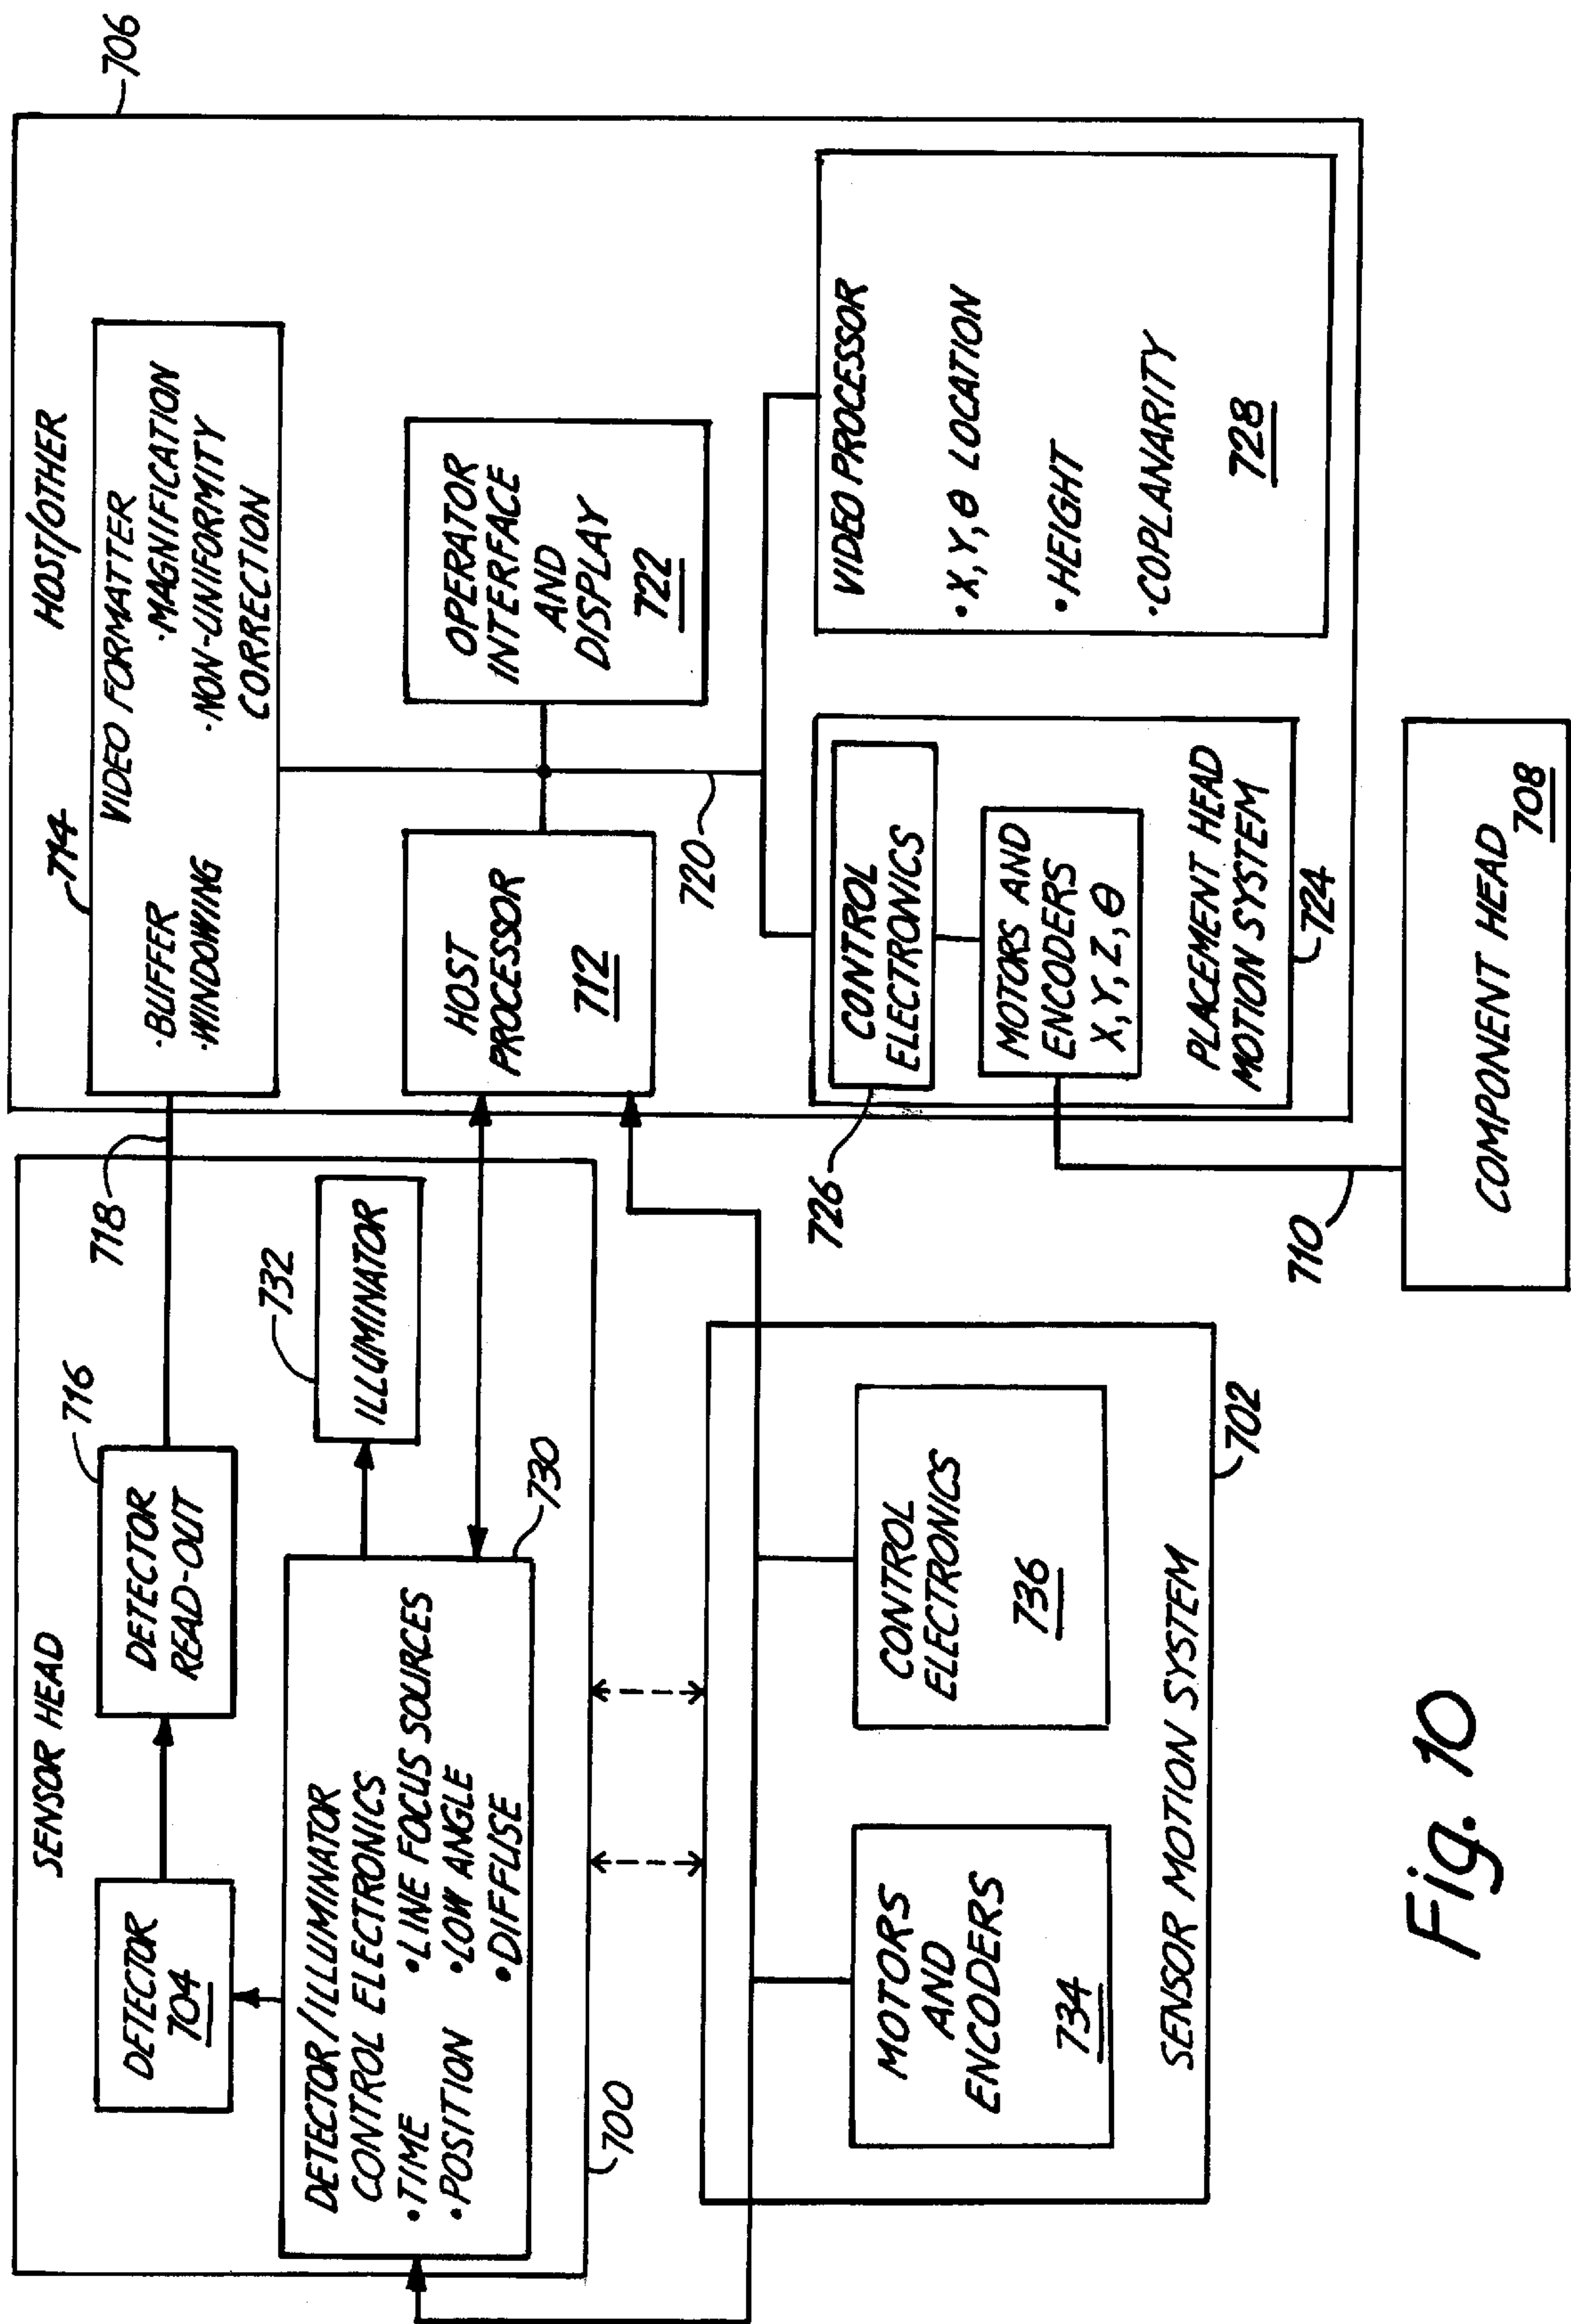 SENSOR HEAD
DETECTOR
704
DETECTOR
READ-OUT
716
718
DETECTOR/ILLUMINATOR
CONTROL ELECTRONICS
•TIME •LINE FOCUS SOURCES
•POSITION •LOW ANGLE
•DIFFUSE
730
ILLUMINATOR
732
700
MOTORS
AND
ENCODERS
734
CONTROL
ELECTRONICS
736
SENSOR MOTION SYSTEM
702
HOST/OTHER
706
714
VIDEO FORMATTER
·BUFFER ·MAGNIFICATION
·WINDOWING ·NON-UNIFORMITY
CORRECTION
HOST
PROCESSOR
712
OPERATOR
INTERFACE
AND
DISPLAY
722
720
CONTROL
ELECTRONICS
726
MOTORS AND
ENCODERS
X, Y, Z, θ
PLACEMENT HEAD
MOTION SYSTEM
724
VIDEO PROCESSOR
•X, Y, θ LOCATION
•HEIGHT
·COPLANARITY
728
710
COMPONENT HEAD
708
Fig. 10